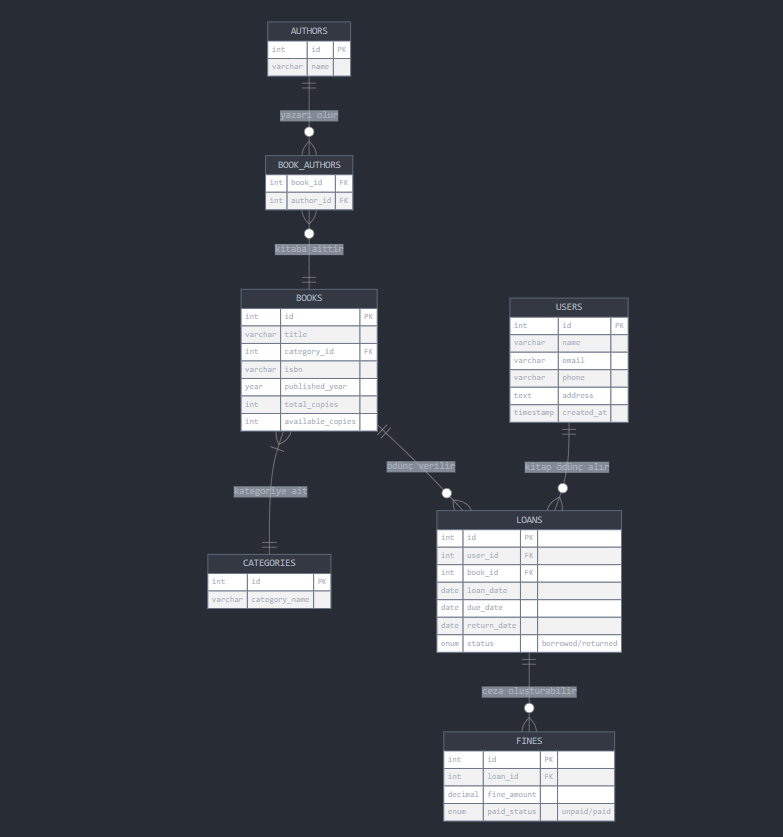 AUTHORS
int id PK
varchar name
yazarı olur
BOOK_AUTHORS
int book_id FK
int author_id FK
kitaba aittir
BOOKS
int id PK
varchar title
int category_id FK
varchar isbn
year published_year
int total_copies
int available_copies
USERS
int id PK
varchar name
varchar email
varchar phone
text address
timestamp created_at
ödünç verilir
kitap ödünç alır
kategoriye ait
CATEGORIES
int id PK
varchar category_name
LOANS
int id PK
int user_id FK
int book_id FK
date loan_date
date due_date
date return_date
enum status borrowed/returned
ceza oluşturabilir
FINES
int id PK
int loan_id FK
decimal fine_amount
enum paid_status unpaid/paid